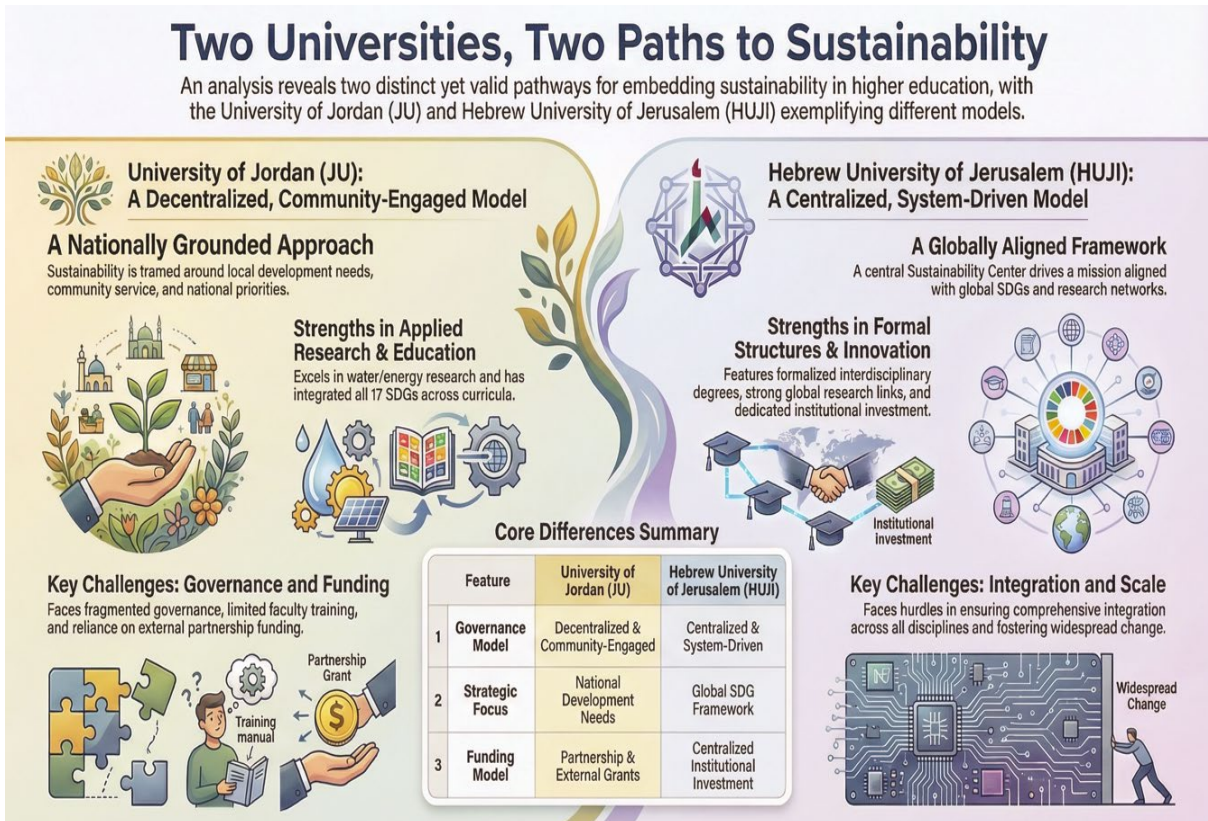 Two Universities, Two Paths to Sustainability
An analysis reveals two distinct yet valid pathways for embedding sustainability in higher education, with
the University of Jordan (JU) and Hebrew University of Jerusalem (HUJI) exemplifying different models.
University of Jordan (JU):
A Decentralized, Community-Engaged Model
A Nationally Grounded Approach
Sustainability is tramed around local development needs,
community service, and national priorities.
Strengths in Applied
Research & Education
Excels in water/energy research and has
integrated all 17 SDGs across curricula.
Key Challenges: Governance and Funding
Faces fragmented governance, limited faculty training,
and reliance on external partnership funding.
Partnership
Grant
? ?
?
$
Training
manual
Hebrew University of Jerusalem (HUJI):
A Centralized, System-Driven Model
A Globally Aligned Framework
A central Sustainability Center drives a mission aligned
with global SDGs and research networks.
Strengths in Formal
Structures & Innovation
Features formalized interdisciplinary
degrees, strong global research links, and
dedicated institutional investment.
Institutional
investment
Key Challenges: Integration and Scale
Faces hurdles in ensuring comprehensive integration
across all disciplines and fostering widespread change.
Widespread
Change
Core Differences Summary
Feature
University of
Jordan (JU)
Hebrew University
of Jerusalem (HUJI)
1
Governance
Model
Decentralized &
Community-Engaged
Centralized &
System-Driven
2
Strategic
Focus
National
Development
Needs
Global SDG
Framework
3
Funding
Model
Partnership &
External Grants
Centralized
Institutional
Investment